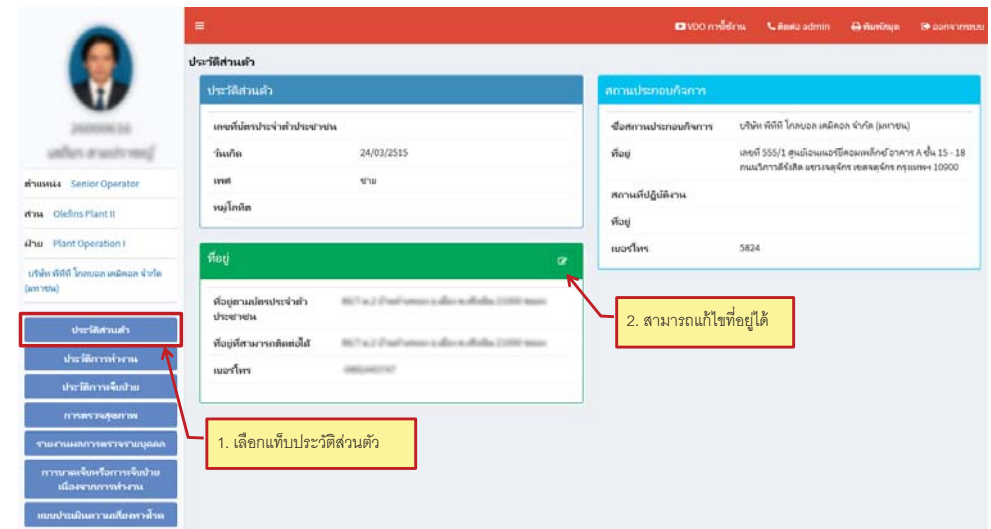 VDO การใช้งาน ติดต่อ admin พิมพ์สมุด ออกจากระบบ
ประวัติส่วนตัว
ตำแหน่ง Senior Operator
ส่วน Olefins Plant II
ฝ่าย Plant Operation I
บริษัท พีทีที โกลบอล เคมิคอล จำกัด
(มหาชน)
ประวัติส่วนตัว
ประวัติการทำงาน
ประวัติการเจ็บป่วย
การตรวจสุขภาพ
รายงานผลการตรวจรายบุคคล
การบาดเจ็บหรือการเจ็บป่วย
เนื่องจากการทำงาน
แบบประเมินความเสี่ยงทางโรค
ประวัติส่วนตัว
เลขที่บัตรประจำตัวประชาชน
วันเกิด 24/03/2515
เพศ ชาย
หมู่โลหิต
ที่อยู่
ที่อยู่ตามบัตรประจำตัว
ประชาชน
ที่อยู่ที่สามารถติดต่อได้
เบอร์โทร
สถานประกอบกิจการ
ชื่อสถานประกอบกิจการ บริษัท พีทีที โกลบอล เคมิคอล จำกัด (มหาชน)
ที่อยู่ เลขที่ 555/1 ศูนย์เอนเนอร์ยี่คอมเพล็กซ์ อาคาร A ชั้น 15 - 18
ถนนวิภาวดีรังสิต แขวงจตุจักร เขตจตุจักร กรุงเทพฯ 10900
สถานที่ปฏิบัติงาน
ที่อยู่
เบอร์โทร 5824
2. สามารถแก้ไขที่อยู่ได้
1. เลือกแท็บประวัติส่วนตัว